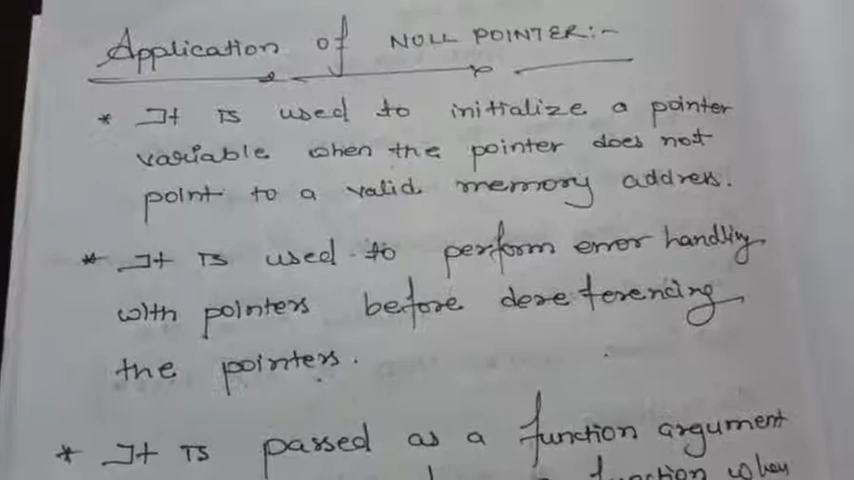 Application of NULL POINTER:-
* It is used to initialize a pointer
variable when the pointer does not
point to a valid memory address.
* It is used to perform error handling
with pointers before dereferencing
the pointers.
* It is passed as a function argument
function when